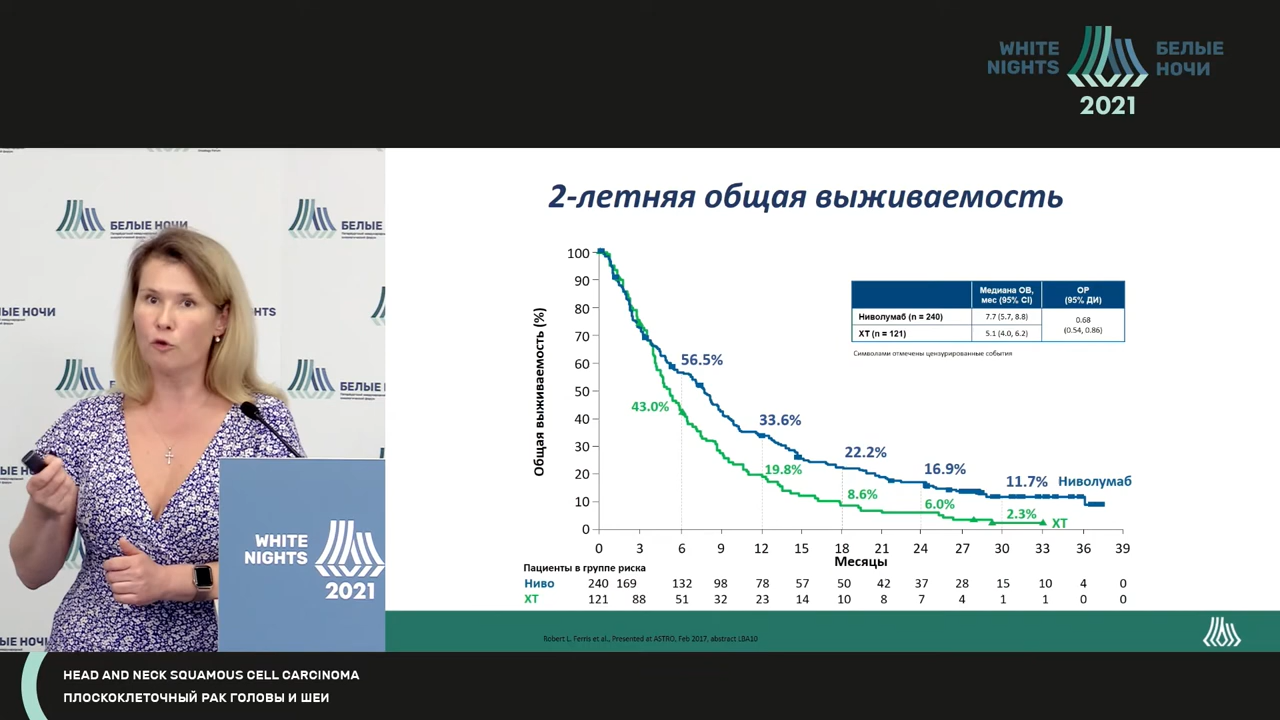 WHITE
NIGHTS
БЕЛЫЕ
НОЧИ
2021
БЕЛЫЕ НОЧИ
БЕЛЫЕ
ЫЕ НОЧИ
NIGHTS
БЕЛЫЕ НОЧИ
БЕЛЫЕ
WHITE
NIGHTS
2021
2-летняя общая выживаемость
Общая выживаемость (%)
100
90
80
70
60
50
40
30
20
10
0
56.5%
43.0%
33.6%
19.8%
22.2%
8.6%
16.9%
6.0%
11.7%
2.3%
Ниволумаб
ХТ
Медиана ОВ, мес (95% CI)
ОР (95% ДИ)
Ниволумаб (n = 240) 7.7 (5.7, 8.8) 0.68 (0.54, 0.86)
ХТ (n = 121) 5.1 (4.0, 6.2)
Символами отмечены цензурированные события
0 3 6 9 12 15 18 21 24 27 30 33 36 39
Месяцы
Пациенты в группе риска
Ниво 240 169 132 98 78 57 50 42 37 28 15 10 4 0
ХТ 121 88 51 32 23 14 10 8 7 4 1 1 0 0
Robert L. Ferris et al., Presented at ASTRO, Feb 2017, abstract LBA10
HEAD AND NECK SQUAMOUS CELL CARCINOMA
ПЛОСКОКЛЕТОЧНЫЙ РАК ГОЛОВЫ И ШЕИ